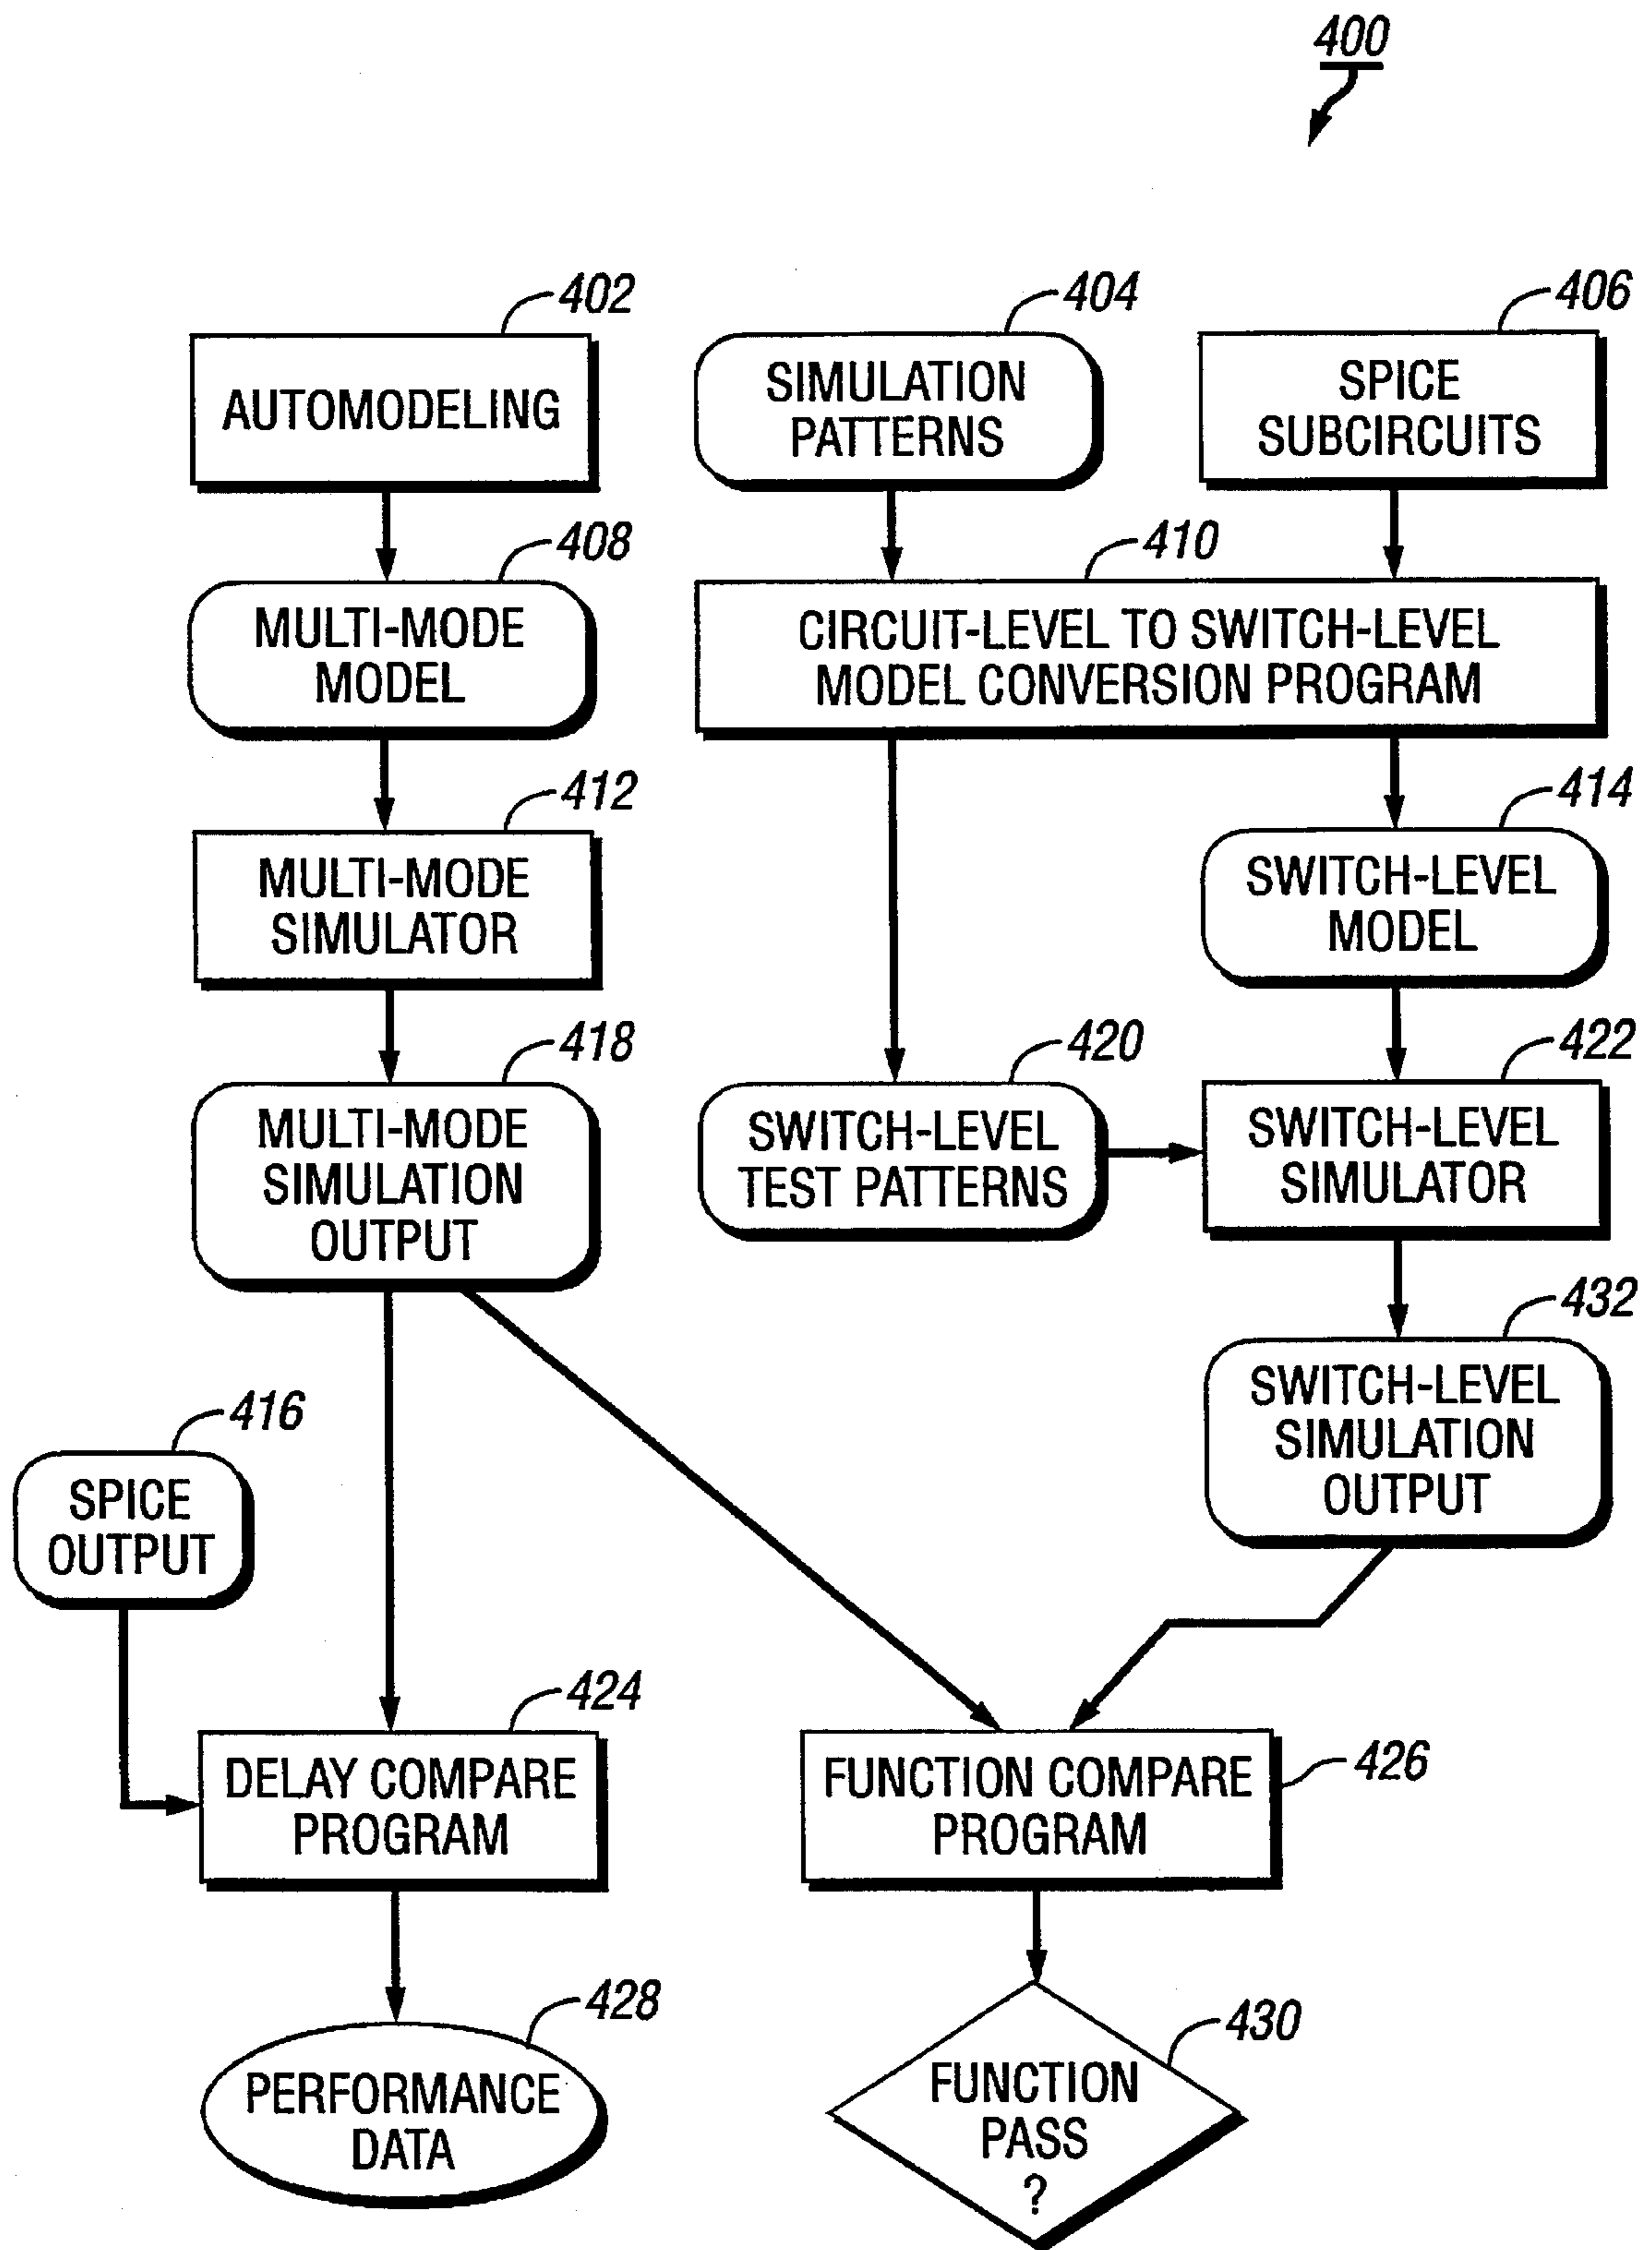 400
402
AUTOMODELING
404
SIMULATION
PATTERNS
406
SPICE
SUBCIRCUITS
408
MULTI-MODE
MODEL
410
CIRCUIT-LEVEL TO SWITCH-LEVEL
MODEL CONVERSION PROGRAM
412
MULTI-MODE
SIMULATOR
414
SWITCH-LEVEL
MODEL
418
MULTI-MODE
SIMULATION
OUTPUT
420
SWITCH-LEVEL
TEST PATTERNS
422
SWITCH-LEVEL
SIMULATOR
432
SWITCH-LEVEL
SIMULATION
OUTPUT
416
SPICE
OUTPUT
424
DELAY COMPARE
PROGRAM
426
FUNCTION COMPARE
PROGRAM
428
PERFORMANCE
DATA
430
FUNCTION
PASS
?